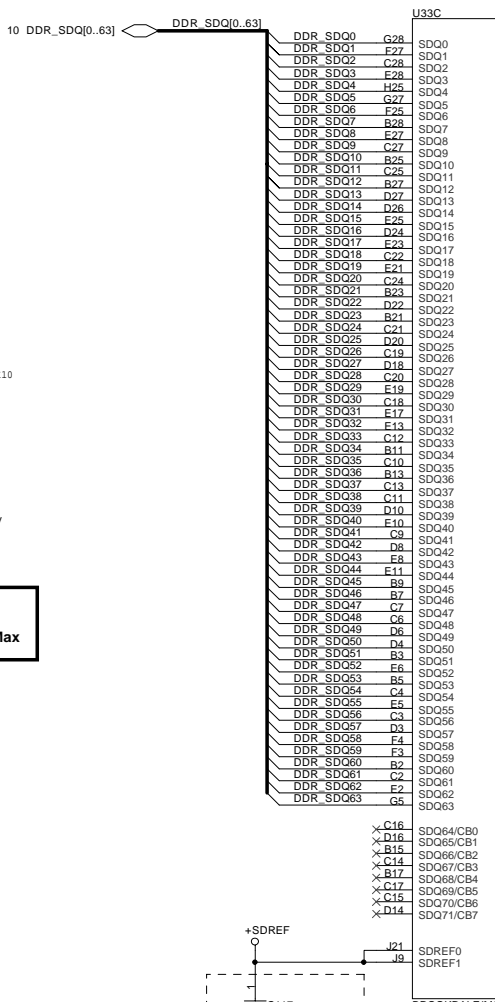 U33C
10 DDR_SDQ[0..63] DDR_SDQ[0..63]
DDR_SDQ0 G28 SDQ0
DDR_SDQ1 F27 SDQ1
DDR_SDQ2 C28 SDQ2
DDR_SDQ3 E28 SDQ3
DDR_SDQ4 H25 SDQ4
DDR_SDQ5 G27 SDQ5
DDR_SDQ6 F25 SDQ6
DDR_SDQ7 B28 SDQ7
DDR_SDQ8 E27 SDQ8
DDR_SDQ9 C27 SDQ9
DDR_SDQ10 B25 SDQ10
DDR_SDQ11 C25 SDQ11
DDR_SDQ12 B27 SDQ12
DDR_SDQ13 D27 SDQ13
DDR_SDQ14 D26 SDQ14
DDR_SDQ15 E25 SDQ15
DDR_SDQ16 D24 SDQ16
DDR_SDQ17 E23 SDQ17
DDR_SDQ18 C22 SDQ18
DDR_SDQ19 E21 SDQ19
DDR_SDQ20 C24 SDQ20
DDR_SDQ21 B23 SDQ21
DDR_SDQ22 D22 SDQ22
DDR_SDQ23 B21 SDQ23
DDR_SDQ24 C21 SDQ24
DDR_SDQ25 D20 SDQ25
DDR_SDQ26 C19 SDQ26
DDR_SDQ27 D18 SDQ27
DDR_SDQ28 C20 SDQ28
DDR_SDQ29 E19 SDQ29
DDR_SDQ30 C18 SDQ30
DDR_SDQ31 E17 SDQ31
DDR_SDQ32 E13 SDQ32
DDR_SDQ33 C12 SDQ33
DDR_SDQ34 B11 SDQ34
DDR_SDQ35 C10 SDQ35
DDR_SDQ36 B13 SDQ36
DDR_SDQ37 C13 SDQ37
DDR_SDQ38 C11 SDQ38
DDR_SDQ39 D10 SDQ39
DDR_SDQ40 E10 SDQ40
DDR_SDQ41 C9 SDQ41
DDR_SDQ42 D8 SDQ42
DDR_SDQ43 E8 SDQ43
DDR_SDQ44 E11 SDQ44
DDR_SDQ45 B9 SDQ45
DDR_SDQ46 B7 SDQ46
DDR_SDQ47 C7 SDQ47
DDR_SDQ48 C6 SDQ48
DDR_SDQ49 D6 SDQ49
DDR_SDQ50 D4 SDQ50
DDR_SDQ51 B3 SDQ51
DDR_SDQ52 E6 SDQ52
DDR_SDQ53 B5 SDQ53
DDR_SDQ54 C4 SDQ54
DDR_SDQ55 E5 SDQ55
DDR_SDQ56 C3 SDQ56
DDR_SDQ57 D3 SDQ57
DDR_SDQ58 F4 SDQ58
DDR_SDQ59 F3 SDQ59
DDR_SDQ60 B2 SDQ60
DDR_SDQ61 C2 SDQ61
DDR_SDQ62 E2 SDQ62
DDR_SDQ63 G5 SDQ63
C16 SDQ64/CB0
D16 SDQ65/CB1
B15 SDQ66/CB2
C14 SDQ67/CB3
B17 SDQ68/CB4
C17 SDQ69/CB5
C15 SDQ70/CB6
D14 SDQ71/CB7
+SDREF
J21 SDREF0
J9 SDREF1
1